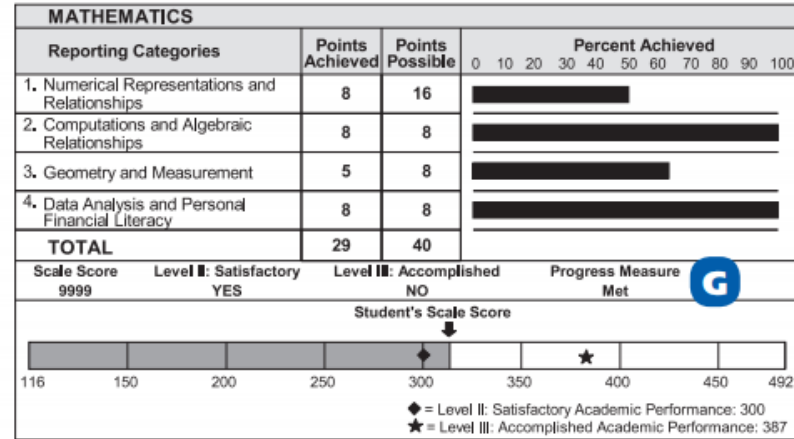 MATHEMATICS
Reporting Categories
Points Achieved
Points Possible
Percent Achieved
0 10 20 30 40 50 60 70 80 90 100
1. Numerical Representations and
Relationships
8 16
2. Computations and Algebraic
Relationships
8 8
3. Geometry and Measurement
5 8
4. Data Analysis and Personal
Financial Literacy
8 8
TOTAL 29 40
Scale Score Level II: Satisfactory Level III: Accomplished Progress Measure
9999 YES NO Met
G
Student's Scale Score
116 150 200 250 300 350 400 450 492
◆ = Level II: Satisfactory Academic Performance: 300
★ = Level III: Accomplished Academic Performance: 387